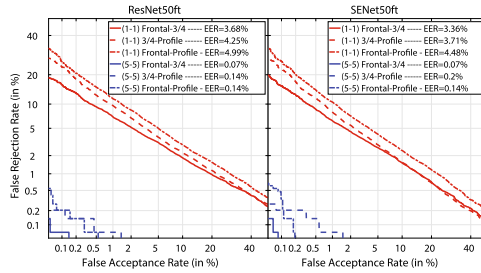 ResNet50ft
SENet50ft
(1-1) Frontal-3/4 ----- EER=3.68%
(1-1) 3/4-Profile ----- EER=4.25%
(1-1) Frontal-Profile - EER=4.99%
(5-5) Frontal-3/4 ----- EER=0.07%
(5-5) 3/4-Profile ----- EER=0.14%
(5-5) Frontal-Profile - EER=0.14%
(1-1) Frontal-3/4 ----- EER=3.36%
(1-1) 3/4-Profile ----- EER=3.71%
(1-1) Frontal-Profile - EER=4.48%
(5-5) Frontal-3/4 ----- EER=0.07%
(5-5) 3/4-Profile ----- EER=0.2%
(5-5) Frontal-Profile - EER=0.14%
False Rejection Rate (in %)
40
20
10
5
2
1
0.5
0.2
0.1
0.1 0.2 0.5 1 2 5 10 20 40
0.1 0.2 0.5 1 2 5 10 20 40
False Acceptance Rate (in %)
False Acceptance Rate (in %)